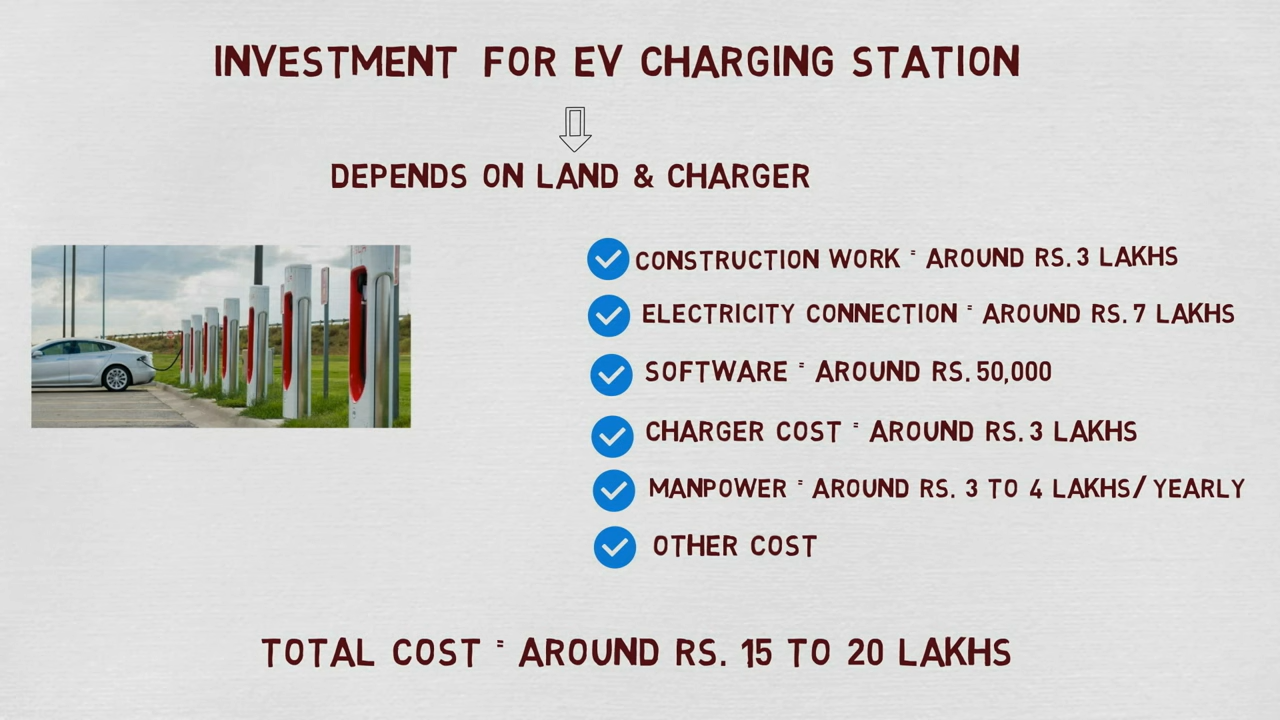 INVESTMENT FOR EV CHARGING STATION
DEPENDS ON LAND & CHARGER
CONSTRUCTION WORK = AROUND RS. 3 LAKHS
ELECTRICITY CONNECTION = AROUND RS. 7 LAKHS
SOFTWARE = AROUND RS. 50,000
CHARGER COST = AROUND RS. 3 LAKHS
MANPOWER = AROUND RS. 3 TO 4 LAKHS/YEARLY
OTHER COST
TOTAL COST = AROUND RS. 15 TO 20 LAKHS